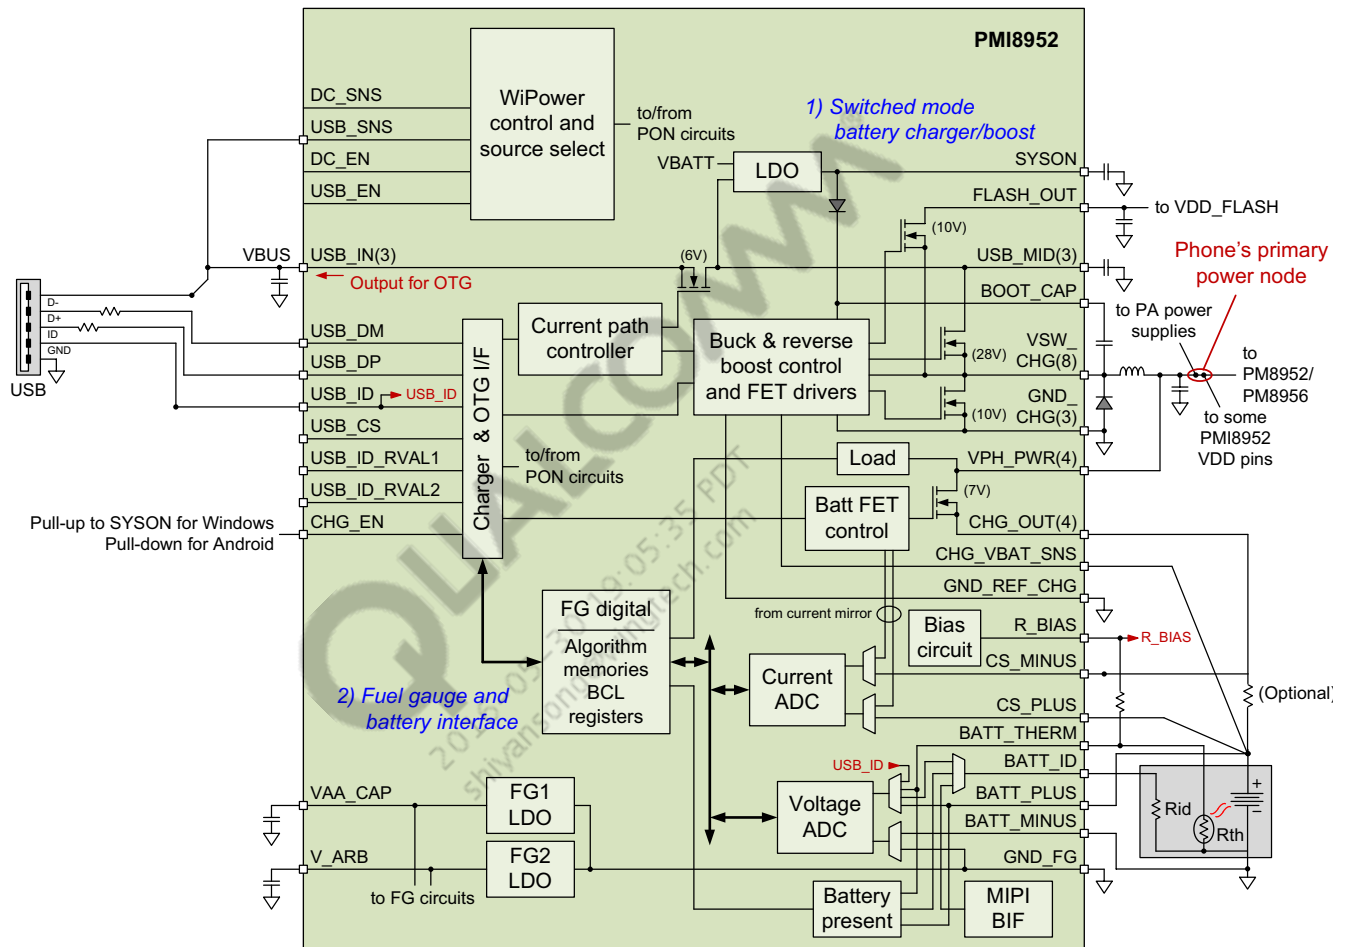 PMI8952
DC_SNS
USB_SNS
DC_EN
USB_EN
WiPower
control and
source select
to/from
PON circuits
1) Switched mode
battery charger/boost
VBATT
LDO
SYSON
FLASH_OUT
to VDD_FLASH
(10V)
VBUS
USB_IN(3)
Output for OTG
(6V)
USB_MID(3)
Phone's primary
power node
BOOT_CAP
to PA power
supplies
D-
D+
ID
GND
USB
USB_DM
USB_DP
USB_ID
USB_ID
USB_CS
USB_ID_RVAL1
USB_ID_RVAL2
CHG_EN
Pull-up to SYSON for Windows
Pull-down for Android
Charger & OTG I/F
Current path
controller
Buck & reverse
boost control
and FET drivers
(28V)
(10V)
VSW_
CHG(8)
GND_
CHG(3)
to
PM8952/
PM8956
to some
PMI8952
VDD pins
to/from
PON circuits
Load
VPH_PWR(4)
(7V)
Batt FET
control
CHG_OUT(4)
CHG_VBAT_SNS
GND_REF_CHG
from current mirror
Bias
circuit
R_BIAS
R_BIAS
FG digital
Algorithm
memories
BCL
registers
Current
ADC
CS_MINUS
(Optional)
CS_PLUS
2) Fuel gauge and
battery interface
BATT_THERM
USB_ID
BATT_ID
Voltage
ADC
BATT_PLUS
BATT_MINUS
GND_FG
+
−
Rid
Rth
VAA_CAP
FG1
LDO
V_ARB
FG2
LDO
to FG circuits
Battery
present
MIPI
BIF
QUALCOMM®